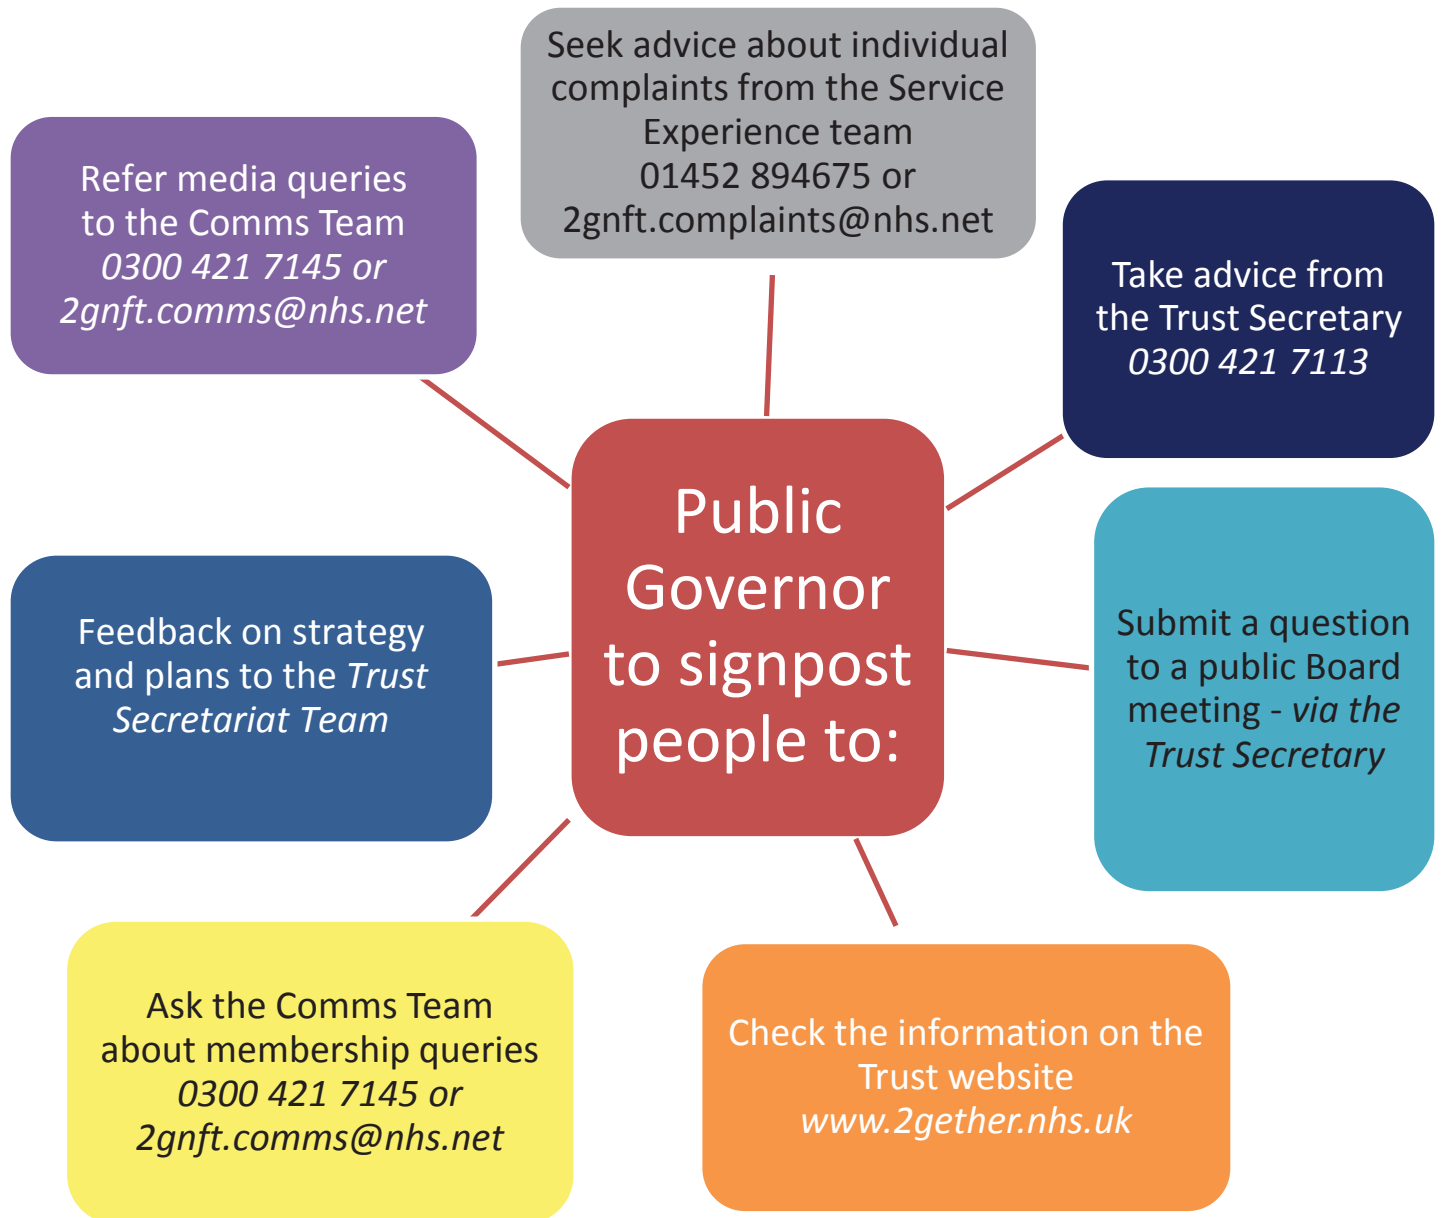 Seek advice about individual
complaints from the Service
Experience team
01452 894675 or
2gnft.complaints@nhs.net
Refer media queries
to the Comms Team
0300 421 7145 or
2gnft.comms@nhs.net
Take advice from
the Trust Secretary
0300 421 7113
Public
Governor
to signpost
people to:
Feedback on strategy
and plans to the Trust
Secretariat Team
Submit a question
to a public Board
meeting - via the
Trust Secretary
Ask the Comms Team
about membership queries
0300 421 7145 or
2gnft.comms@nhs.net
Check the information on the
Trust website
www.2gether.nhs.uk